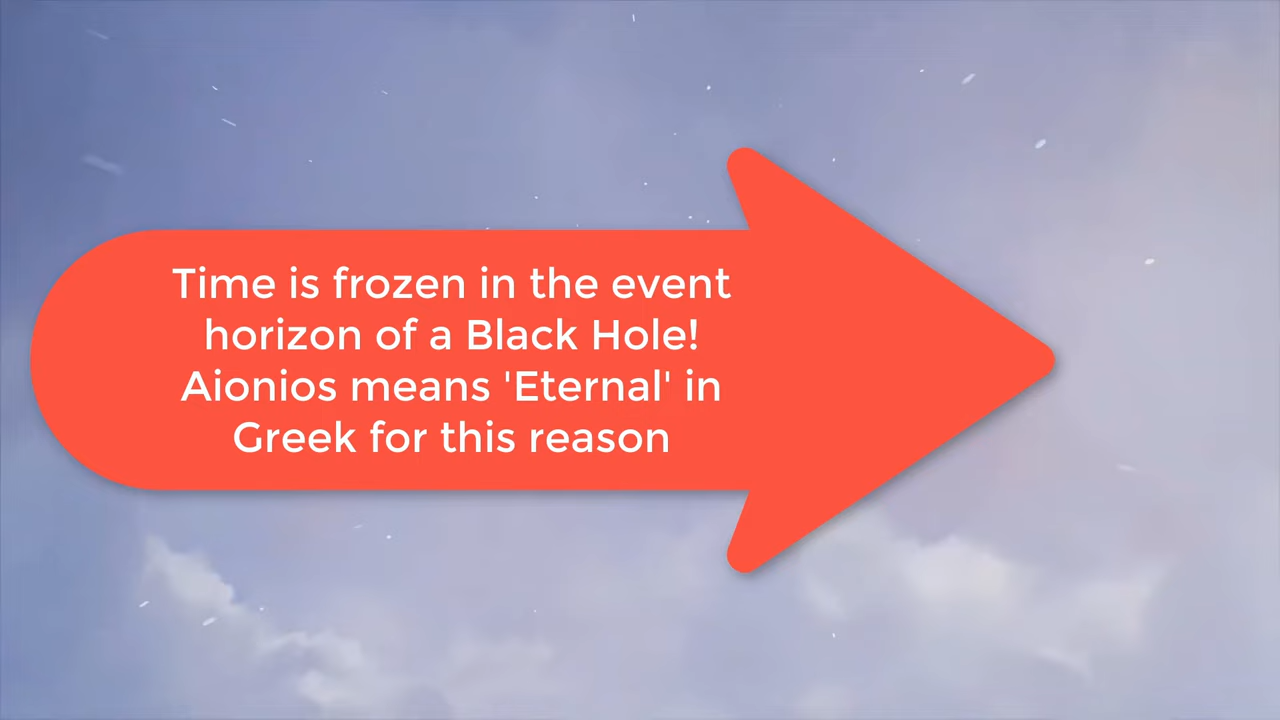 Time is frozen in the event
horizon of a Black Hole!
Aionios means 'Eternal' in
Greek for this reason